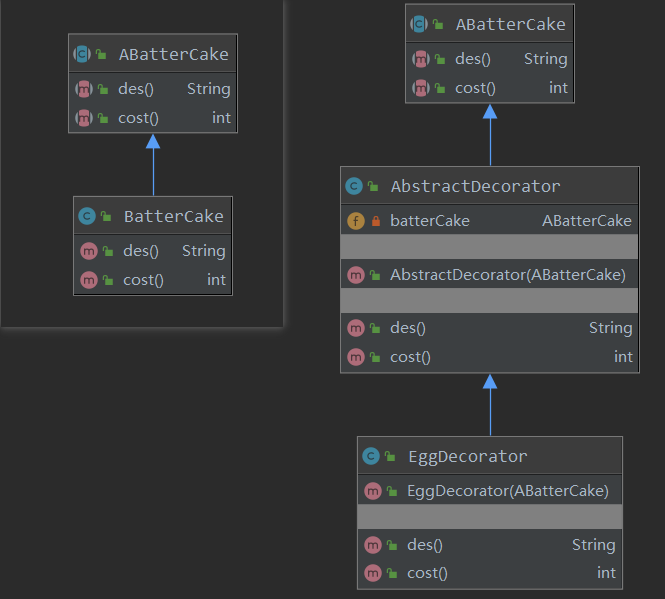 ABatterCake
des() String
cost() int
BatterCake
des() String
cost() int
ABatterCake
des() String
cost() int
AbstractDecorator
batterCake ABatterCake
AbstractDecorator(ABatterCake)
des() String
cost() int
EggDecorator
EggDecorator(ABatterCake)
des() String
cost() int